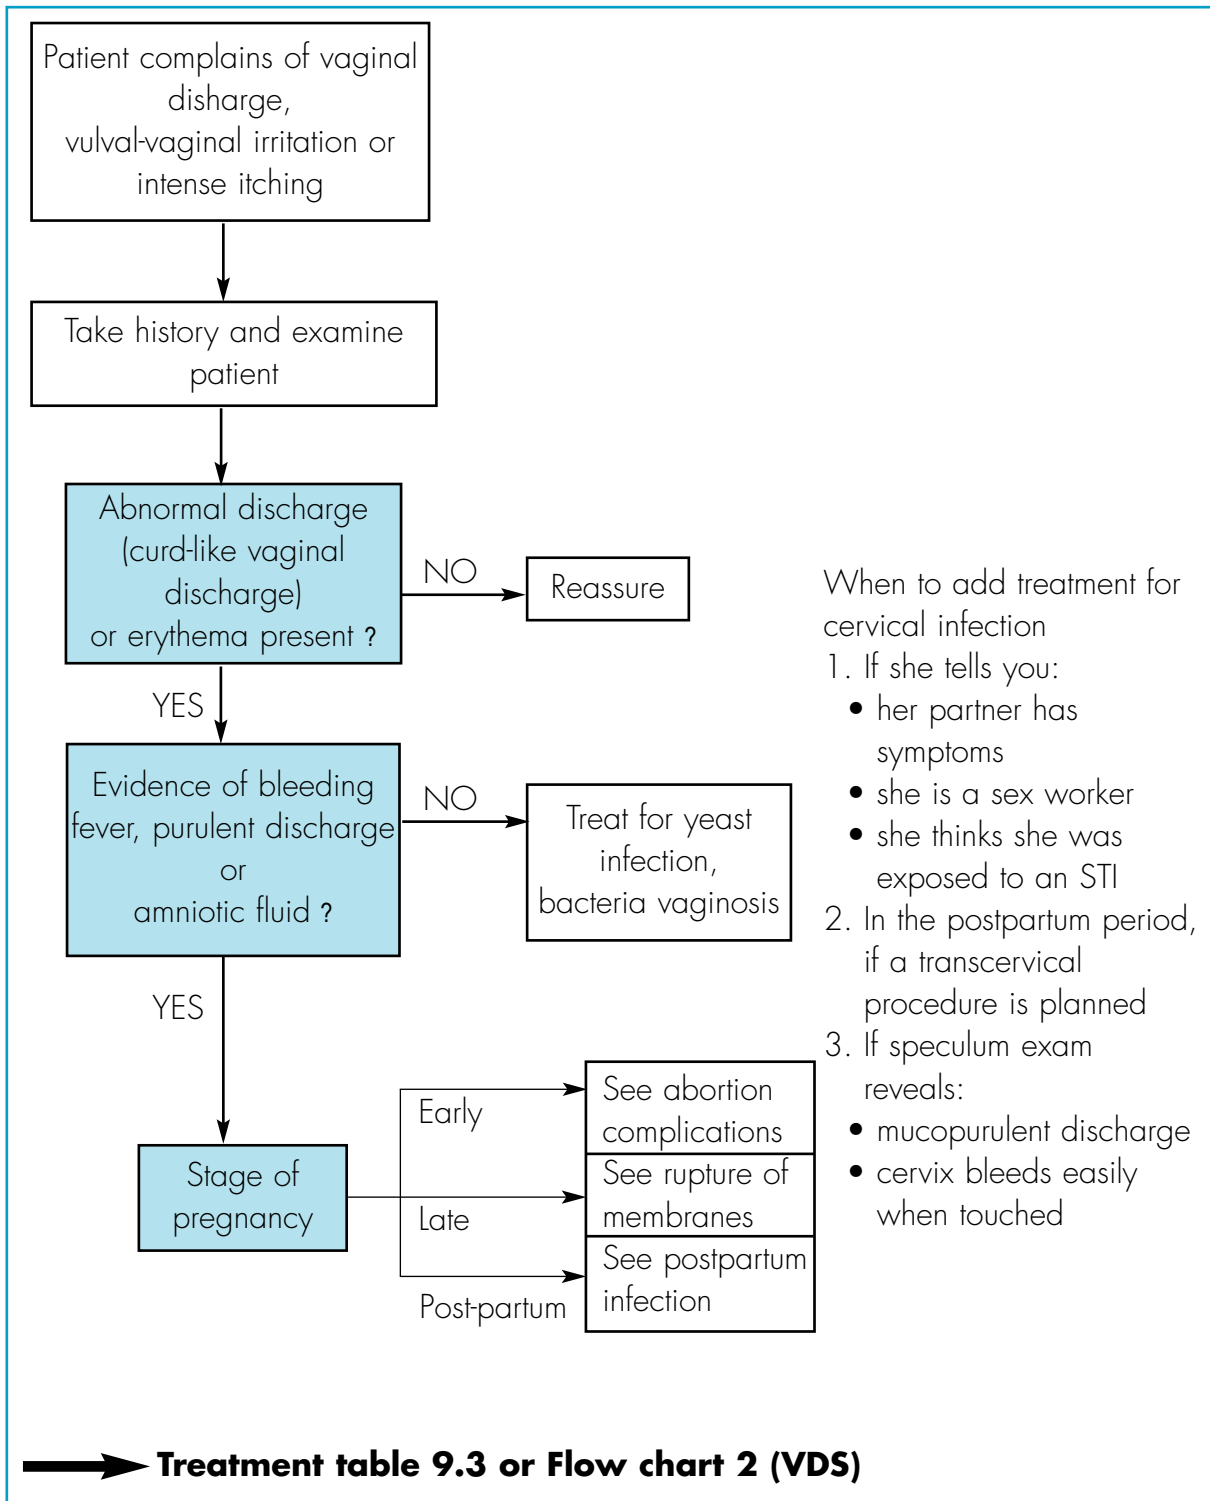 Patient complains of vaginal
disharge,
vulval-vaginal irritation or
intense itching
Take history and examine
patient
Abnormal discharge
(curd-like vaginal
discharge)
or erythema present ?
NO
Reassure
YES
Evidence of bleeding
fever, purulent discharge
or
amniotic fluid ?
NO
Treat for yeast
infection,
bacteria vaginosis
YES
Stage of
pregnancy
Early
See abortion
complications
Late
See rupture of
membranes
Post-partum
See postpartum
infection
When to add treatment for
cervical infection
1. If she tells you:
• her partner has
symptoms
• she is a sex worker
• she thinks she was
exposed to an STI
2. In the postpartum period,
if a transcervical
procedure is planned
3. If speculum exam
reveals:
• mucopurulent discharge
• cervix bleeds easily
when touched
Treatment table 9.3 or Flow chart 2 (VDS)